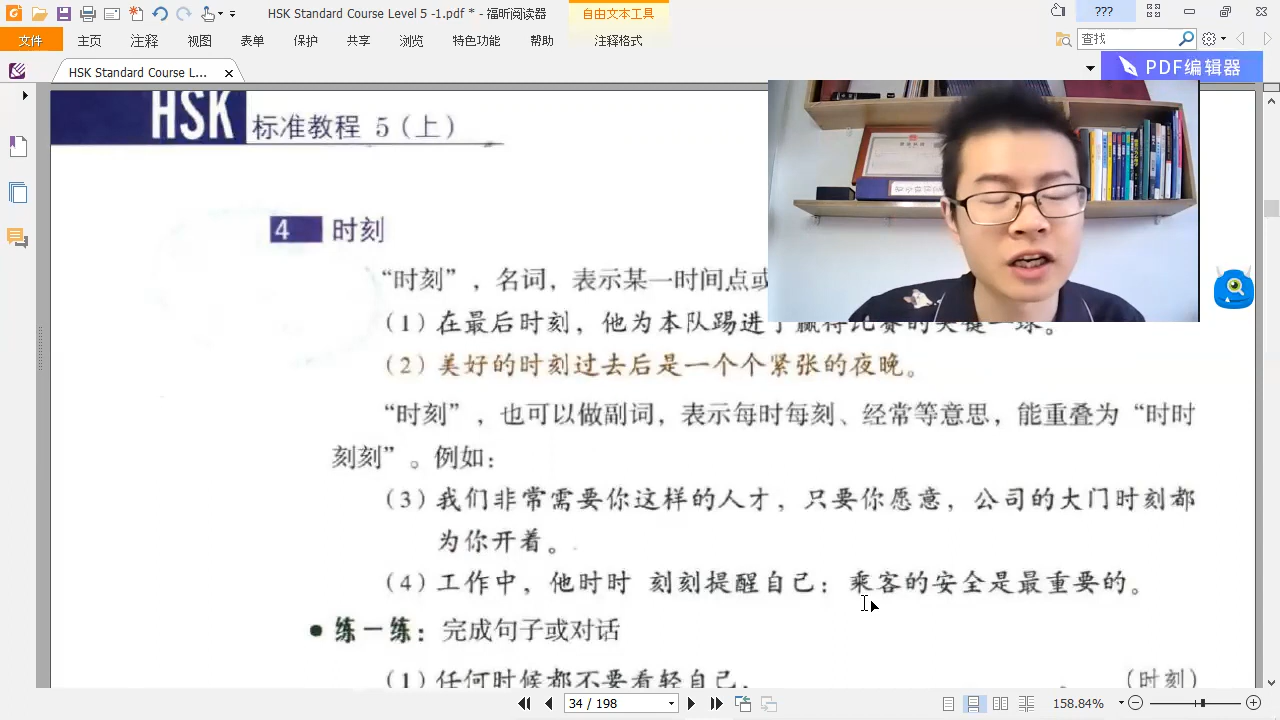 HSK Standard Course Level 5 -1.pdf * - 福昕阅读器
自由文本工具
???
文件 主页 注释 视图 表单 保护 共享 浏览 特色功能 帮助 注释格式
查找
HSK Standard Course L...
PDF编辑器
HSK 标准教程 5（上）
4 时刻
“时刻”，名词，表示某一时间点或
（1）在最后时刻，他为本队踢进了赢得比赛的关键一球。
（2）美好的时刻过去后是一个个紧张的夜晚。
“时刻”，也可以做副词，表示每时每刻、经常等意思，能重叠为“时时
刻刻”。例如：
（3）我们非常需要你这样的人才，只要你愿意，公司的大门时刻都
为你开着。
（4）工作中，他时时 刻刻提醒自己：乘客的安全是最重要的。
● 练一练：完成句子或对话
（1）任何时候都不要看轻自己，。（时刻）
34 / 198
158.84%